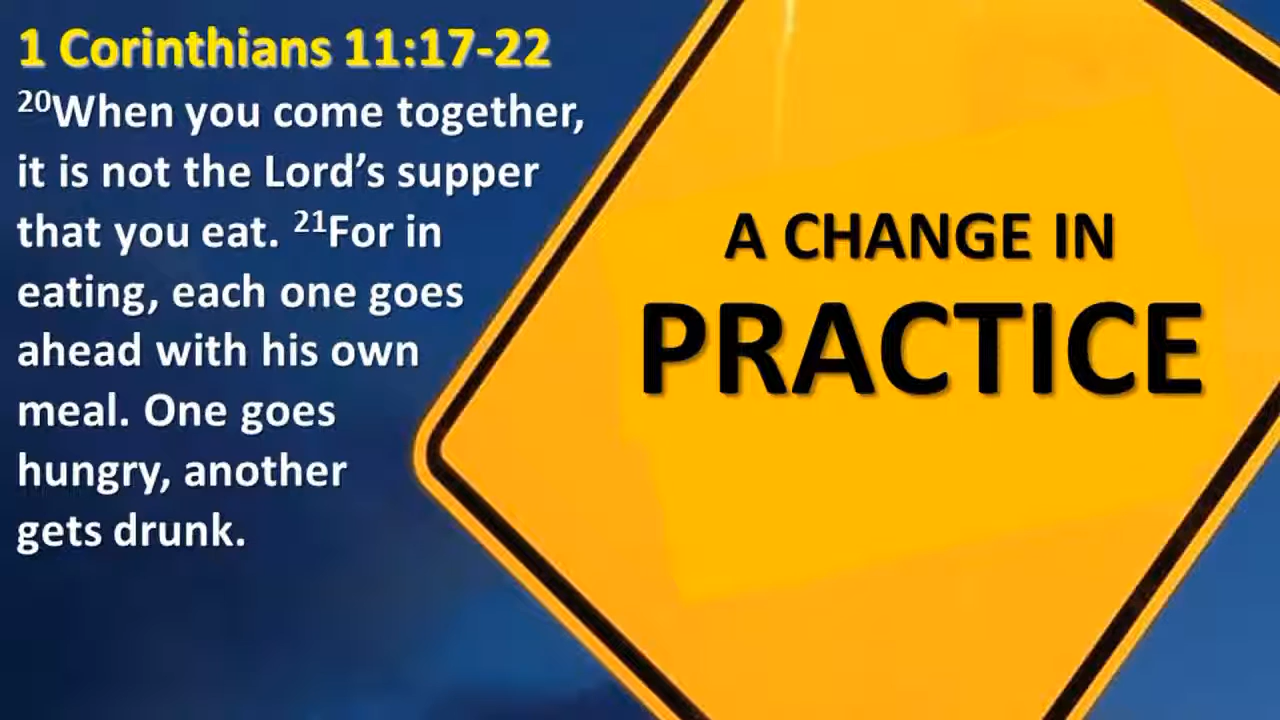 1 Corinthians 11:17-22
²⁰When you come together,
it is not the Lord’s supper
that you eat. ²¹For in
eating, each one goes
ahead with his own
meal. One goes
hungry, another
gets drunk.
A CHANGE IN
PRACTICE